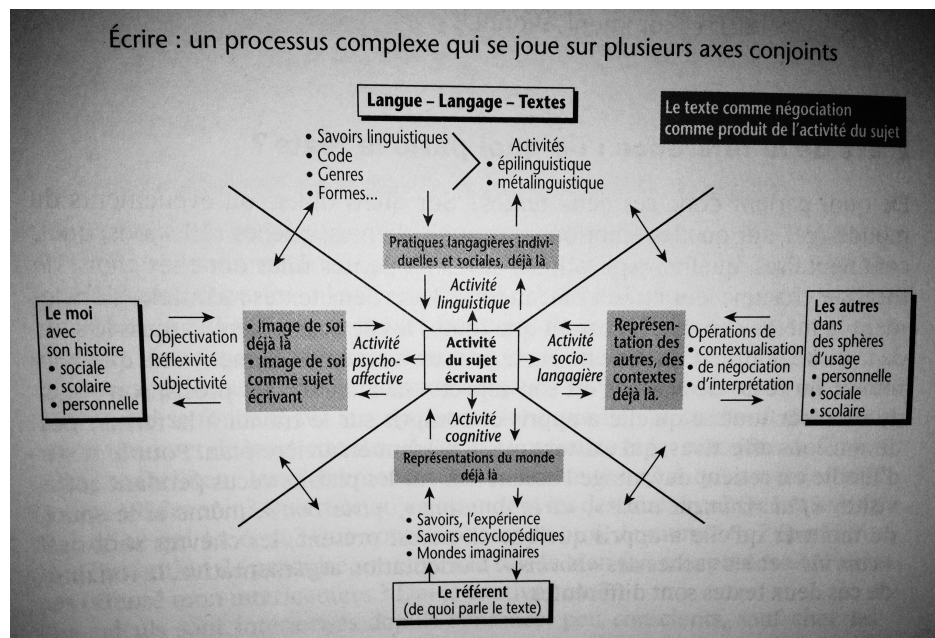 Écrire : un processus complexe qui se joue sur plusieurs axes conjoints
Langue – Langage – Textes
Le texte comme négociation
comme produit de l'activité du sujet
• Savoirs linguistiques
• Code
• Genres
• Formes...
Activités
• épilinguistique
• métalinguistique
Pratiques langagières indivi-
duelles et sociales, déjà là
Activité
linguistique
Le moi
avec
son histoire
• sociale
• scolaire
• personnelle
Objectivation
Réflexivité
Subjectivité
• Image de soi
déjà là
• Image de soi
comme sujet
écrivant
Activité
psycho-
affective
Activité
du sujet
écrivant
Activité
socio-
langagière
Représen-
tation des
autres, des
contextes
déjà là.
Opérations de
• contextualisation
• de négociation
• d'interprétation
Les autres
dans
des sphères
d'usage
• personnelle
• sociale
• scolaire
Activité
cognitive
Représentations du monde
déjà là
• Savoirs, l'expérience
• Savoirs encyclopédiques
• Mondes imaginaires
Le référent
(de quoi parle le texte)